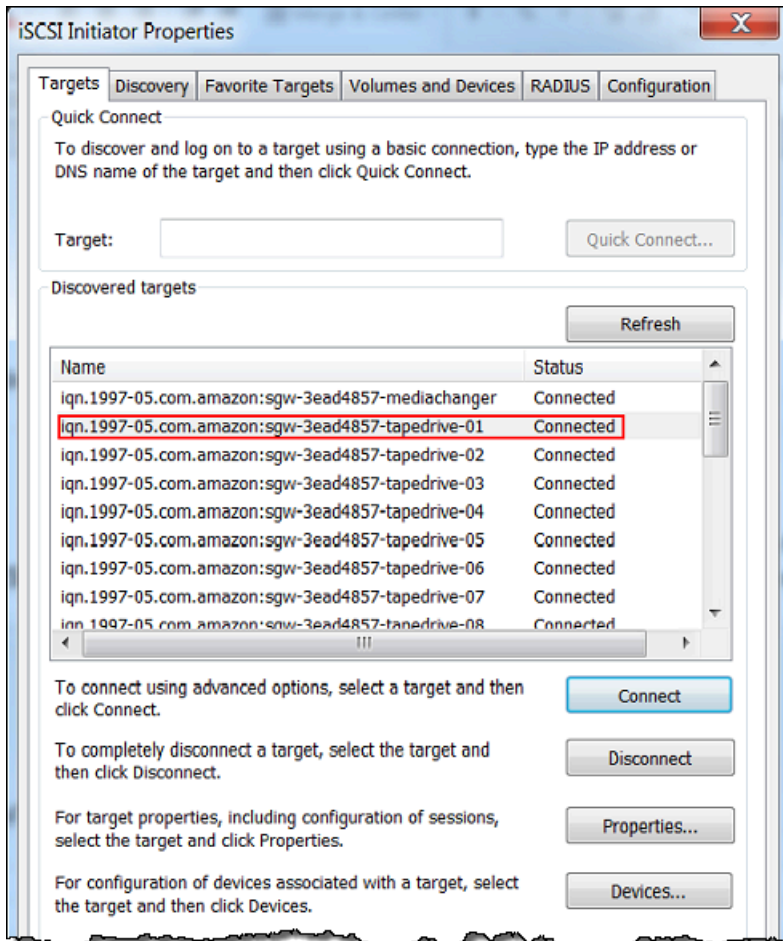 iSCSI Initiator Properties
X
Targets Discovery Favorite Targets Volumes and Devices RADIUS Configuration
Quick Connect
To discover and log on to a target using a basic connection, type the IP address or
DNS name of the target and then click Quick Connect.
Target: Quick Connect...
Discovered targets
Refresh
Name Status
iqn.1997-05.com.amazon:sgw-3ead4857-mediachanger Connected
iqn.1997-05.com.amazon:sgw-3ead4857-tapedrive-01 Connected
iqn.1997-05.com.amazon:sgw-3ead4857-tapedrive-02 Connected
iqn.1997-05.com.amazon:sgw-3ead4857-tapedrive-03 Connected
iqn.1997-05.com.amazon:sgw-3ead4857-tapedrive-04 Connected
iqn.1997-05.com.amazon:sgw-3ead4857-tapedrive-05 Connected
iqn.1997-05.com.amazon:sgw-3ead4857-tapedrive-06 Connected
iqn.1997-05.com.amazon:sgw-3ead4857-tapedrive-07 Connected
iqn.1997-05.com.amazon:sgw-3ead4857-tapedrive-08 Connected
To connect using advanced options, select a target and then
click Connect.
Connect
To completely disconnect a target, select the target and
then click Disconnect.
Disconnect
For target properties, including configuration of sessions,
select the target and click Properties.
Properties...
For configuration of devices associated with a target, select
the target and then click Devices.
Devices...